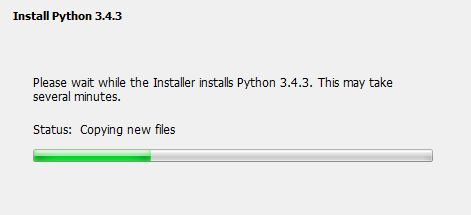 Install Python 3.4.3
Please wait while the Installer installs Python 3.4.3. This may take
several minutes.
Status: Copying new files